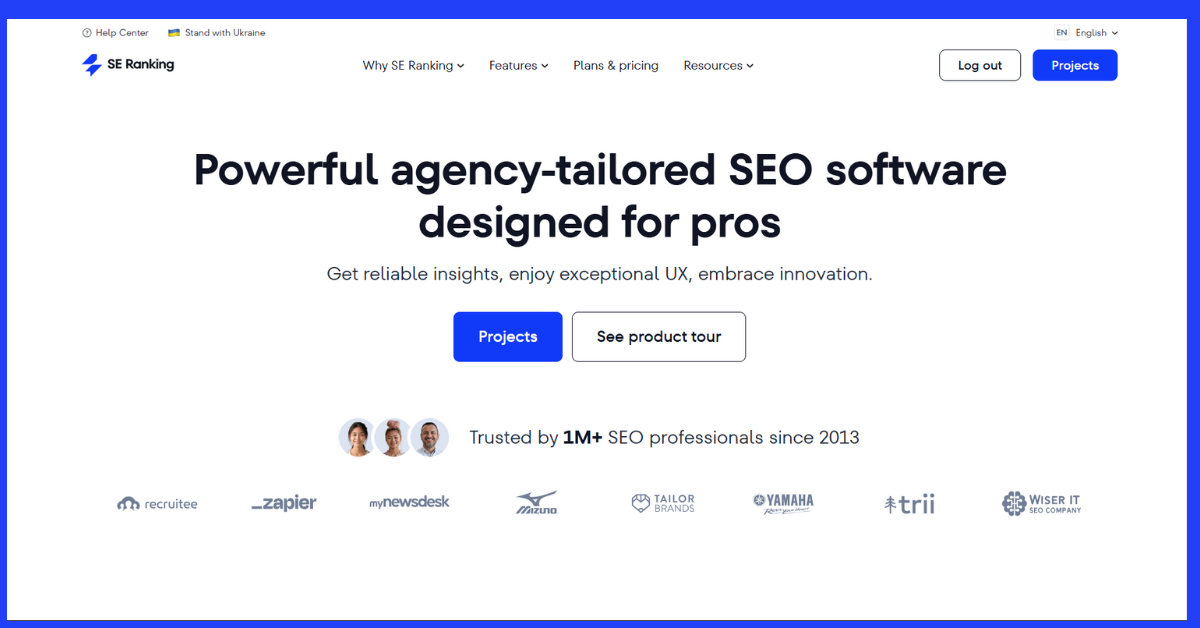 Help Center
Stand with Ukraine
EN English
SE Ranking
Why SE Ranking
Features
Plans & pricing
Resources
Log out
Projects
Powerful agency-tailored SEO software
designed for pros
Get reliable insights, enjoy exceptional UX, embrace innovation.
Projects
See product tour
Trusted by 1M+ SEO professionals since 2013
recruitee
zapier
mynewsdesk
MIZUNO
TAILOR
BRANDS
YAMAHA
trii
WISER IT
SEO COMPANY